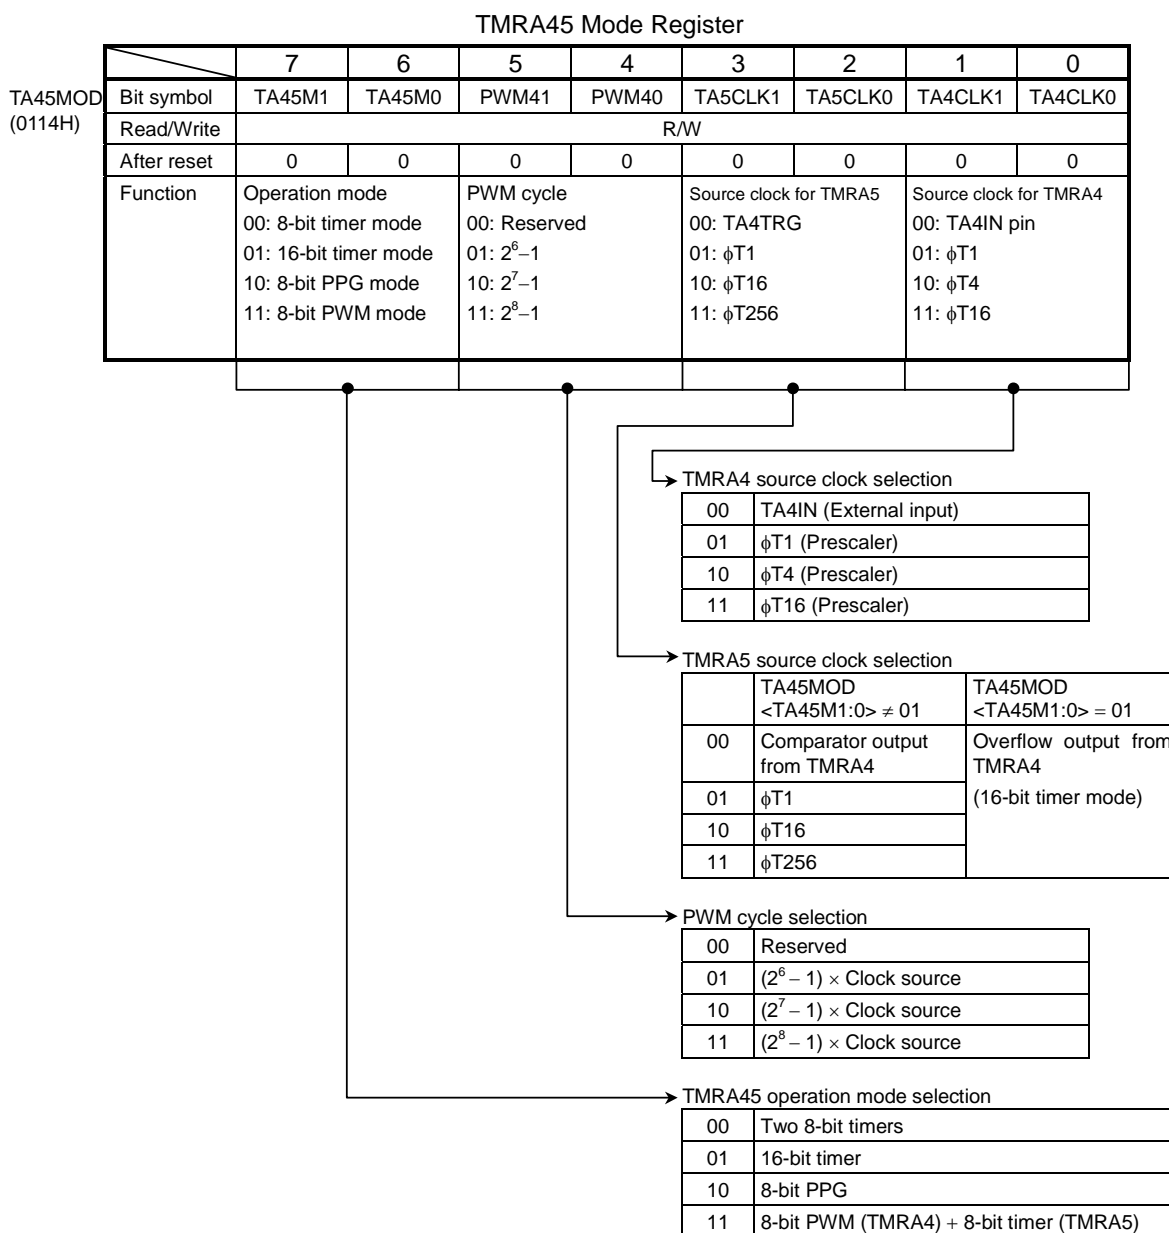 TMRA45 Mode Register
7 6 5 4 3 2 1 0
TA45MOD (0114H)
Bit symbol TA45M1 TA45M0 PWM41 PWM40 TA5CLK1 TA5CLK0 TA4CLK1 TA4CLK0
Read/Write R/W
After reset 0 0 0 0 0 0 0 0
Function
Operation mode
00: 8-bit timer mode
01: 16-bit timer mode
10: 8-bit PPG mode
11: 8-bit PWM mode
PWM cycle
00: Reserved
01: 2⁶–1
10: 2⁷–1
11: 2⁸–1
Source clock for TMRA5
00: TA4TRG
01: ϕT1
10: ϕT16
11: ϕT256
Source clock for TMRA4
00: TA4IN pin
01: ϕT1
10: ϕT4
11: ϕT16
TMRA4 source clock selection
00 TA4IN (External input)
01 ϕT1 (Prescaler)
10 ϕT4 (Prescaler)
11 ϕT16 (Prescaler)
TMRA5 source clock selection
TA45MOD <TA45M1:0> ≠ 01
TA45MOD <TA45M1:0> = 01
00 Comparator output from TMRA4
01 ϕT1
10 ϕT16
11 ϕT256
Overflow output from TMRA4
(16-bit timer mode)
PWM cycle selection
00 Reserved
01 (2⁶ – 1) × Clock source
10 (2⁷ – 1) × Clock source
11 (2⁸ – 1) × Clock source
TMRA45 operation mode selection
00 Two 8-bit timers
01 16-bit timer
10 8-bit PPG
11 8-bit PWM (TMRA4) + 8-bit timer (TMRA5)